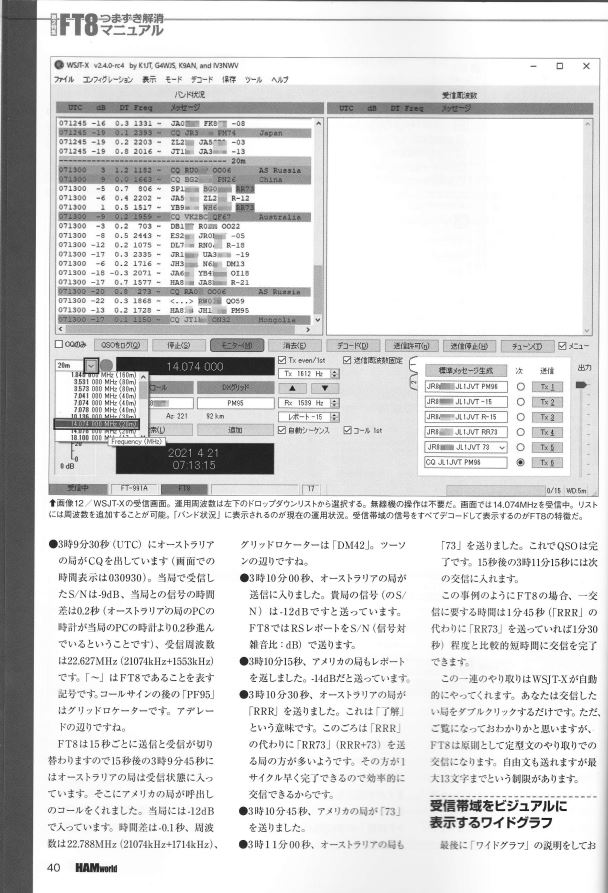 FT8
つまずき解消
マニュアル
WSJT-X v2.4.0-rc4 by K1JT, G4WJS, K9AN, and IV3NWV
ファイル コンフィグレーション 表示 モード デコード 保存 ツール ヘルプ
バンド状況
受信周波数
UTC dB DT Freq メッセージ
UTC dB DT Freq メッセージ
071245 -16 0.3 1331 ~ JA0 FK8 -08
071245 -19 0.1 2393 ~ CQ JR3 PM74 Japan
071245 -19 0.2 2203 ~ ZL2 JA5 -03
071245 -19 0.8 2016 ~ JT1 JA3 -13
20m
071300 3 1.2 1182 ~ CQ RU0 OO06 AS Russia
071300 9 0.0 1663 ~ CQ BG2 PN26 China
071300 -5 0.7 806 ~ SP1 BG0 RR73
071300 -6 0.4 2202 ~ JA5 ZL2 R-12
071300 1 0.5 1517 ~ YB9 WH6 RR73
071300 -9 0.2 1959 ~ CQ VK2BC QF67 Australia
071300 -3 0.2 703 ~ DB1 R0 OO22
071300 -8 0.5 2443 ~ ES2 JR0 -05
071300 -12 0.2 1075 ~ DL7 RN0 R-18
071300 -17 0.3 2335 ~ JR1 UA3 -19
071300 -6 0.2 1716 ~ JH3 N6 DM13
071300 -18 -0.3 2071 ~ JA6 YB4 OI18
071300 -17 0.7 1577 ~ HA8 JA8 R-21
071300 -20 0.8 273 ~ CQ RA0 OO06 AS Russia
071300 -22 0.3 1868 ~ <...> RW0 QO59
071300 -13 0.2 1728 ~ HA8 JH1 PM95
071300 -17 0.1 1150 ~ CQ JT1 ON32 Mongolia
CQのみ QSOをログ(Q) 停止(S) モニター(M) 消去(E) デコード(D) 送信許可(n) 送信停止(H) チューン(T) メニュー
20m
14.074 000
1.840 000 MHz (160m)
3.531 000 MHz (80m)
3.573 000 MHz (80m)
7.041 000 MHz (40m)
7.074 000 MHz (40m)
7.078 000 MHz (40m)
10.136 000 MHz (30m)
14.074 000 MHz (20m)
14.078 000 MHz (20m)
18.100 000 MHz
Frequency (MHz)
コール DXグリッド
PM95
Az: 221 92 km
追加
2021 4 21
07:13:15
0 dB
Tx even/1st
送信周波数固定
Tx 1612 Hz
Rx 1539 Hz
レポート -15
自動シーケンス
コール 1st
標準メッセージ生成 次 送信 出力
JR8 JL1JVT PM96 Tx 1
JR8 JL1JVT -15 Tx 2
JR8 JL1JVT R-15 Tx 3
JR8 JL1JVT RR73 Tx 4
JR8 JL1JVT 73 Tx 5
CQ JL1JVT PM96 Tx 6
受信中 FT-991A FT8 17 0/15 WD:5m
⬆画像12／WSJT-Xの受信画面。運用周波数は左下のドロップダウンリストから選択する。無線機の操作は不要だ。画面では14.074MHzを受信中。リスト
には周波数を追加することが可能。「バンド状況」に表示されるのが現在の運用状況。受信帯域の信号をすべてデコードして表示するのがFT8の特徴だ。
●3時9分30秒（UTC）にオーストラリア
の局がCQを出しています（画面での
時間表示は030930）。当局で受信し
たS/Nは-9dB、当局との信号の時間
差は0.2秒（オーストラリアの局のPCの
時計が当局のPCの時計より0.2秒進ん
でいるということです）、受信周波数
は22.627MHz（21074kHz+1553kHz）
です。「～」はFT8であることを表す
記号です。コールサインの後の「PF95」
はグリッドロケーターです。アデレー
ドの辺りですね。
FT8は15秒ごとに送信と受信が切り
替わりますので15秒後の3時9分45秒に
はオーストラリアの局は受信状態に入っ
ています。そこにアメリカの局が呼出し
のコールをくれました。当局には-12dB
で入っています。時間差は-0.1秒、周波
数は22.788MHz（21074kHz+1714kHz）、
グリッドロケーターは「DM42」。ツーソ
ンの辺りですね。
●3時10分00秒、オーストラリアの局が
送信に入りました。貴局の信号（のS/
N）は-12dBですと送っています。
FT8ではRSレポートをS/N（信号対
雑音比：dB）で送ります。
●3時10分15秒、アメリカの局もレポート
を返しました。-14dBだと送っています。
●3時10分30秒、オーストラリアの局が
「RRR」を送りました。これは「了解」
という意味です。このごろは「RRR」
の代わりに「RR73」（RRR+73）を送
る局の方が多いようです。その方が1
サイクル早く完了できるので効率的に
交信できるからです。
●3時10分45秒、アメリカの局が「73」
を送りました。
●3時11分00秒、オーストラリアの局も
「73」を送りました。これでQSOは完
了です。15秒後の3時11分15秒には次
の交信に入れます。
この事例のようにFT8の場合、一交
信に要する時間は1分45秒（「RRR」の
代わりに「RR73」を送っていれば1分30
秒）程度と比較的短時間に交信を完了
できます。
この一連のやり取りはWSJT-Xが自動
的にやってくれます。あなたは交信した
い局をダブルクリックするだけです。ただ、
ご覧になっておわかりかと思いますが、
FT8は原則として定型文のやり取りでの
交信になります。自由文も送れますが最
大13文字までという制限があります。
受信帯域をビジュアルに
表示するワイドグラフ
最後に「ワイドグラフ」の説明をしてお
40 HAMworld